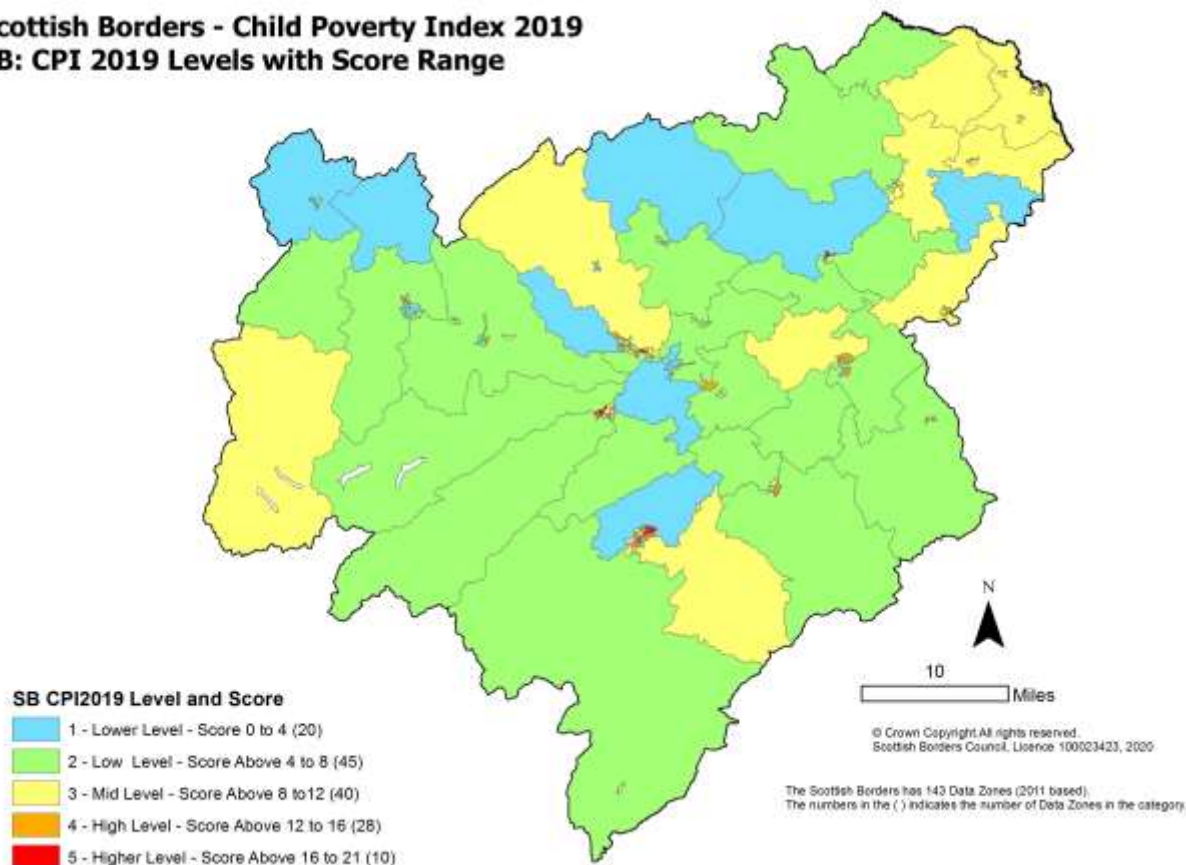 cottish Borders - Child Poverty Index 2019
B: CPI 2019 Levels with Score Range
N
10
Miles
SB CPI2019 Level and Score
1 - Lower Level - Score 0 to 4 (20)
2 - Low Level - Score Above 4 to 8 (45)
3 - Mid Level - Score Above 8 to12 (40)
4 - High Level - Score Above 12 to 16 (28)
5 - Higher Level - Score Above 16 to 21 (10)
© Crown Copyright.All rights reserved.
Scottish Borders Council, Licence 100023423, 2020
The Scottish Borders has 143 Data Zones (2011 based).
The numbers in the ( ) indicates the number of Data Zones in the category